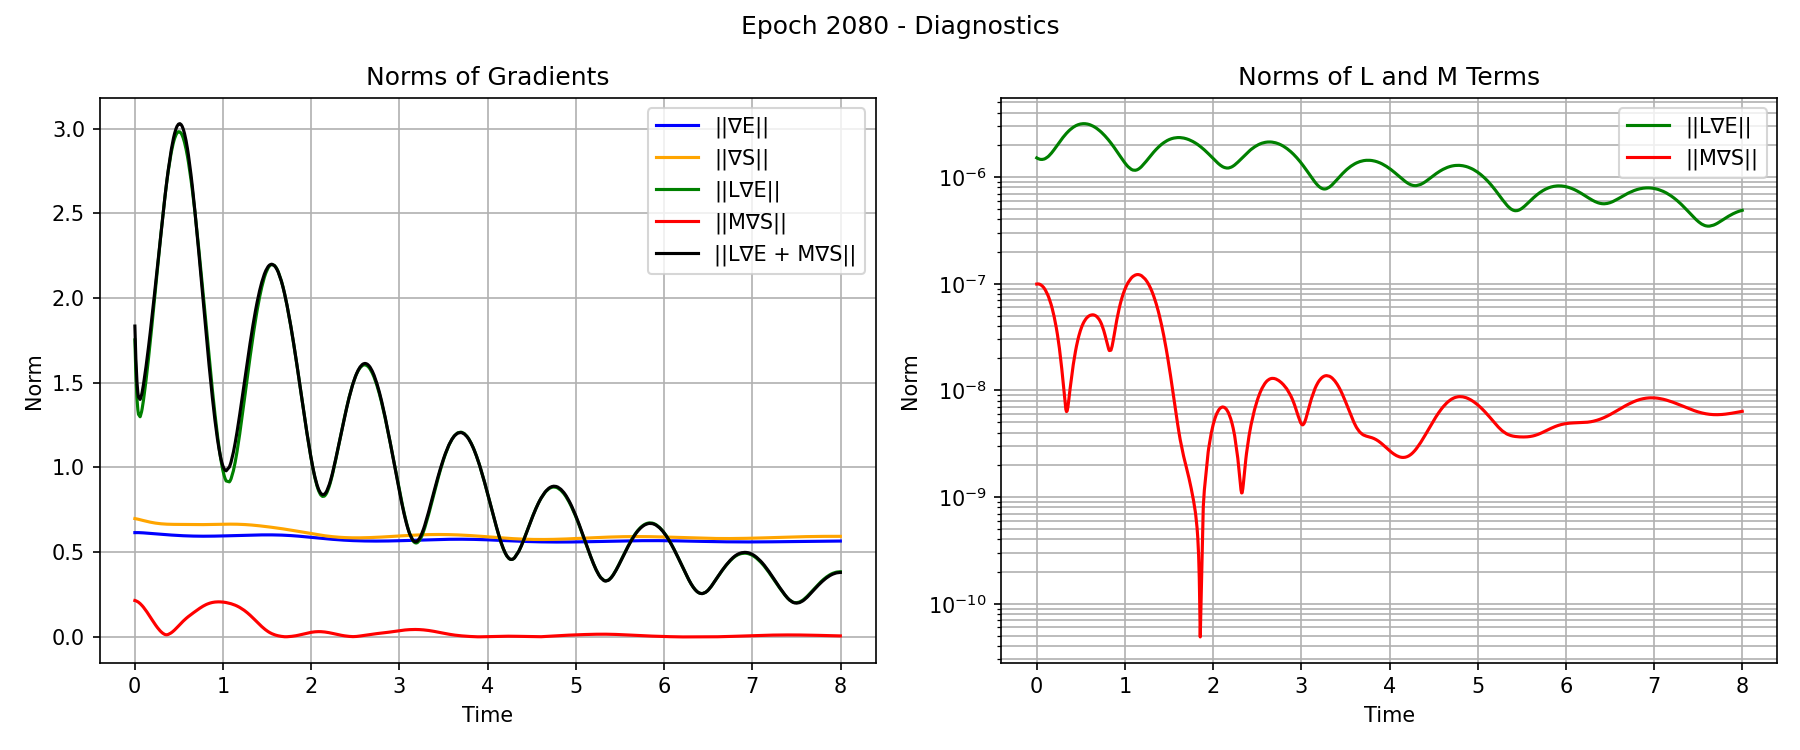 Epoch 2080 - Diagnostics
Norms of Gradients
Norm
3.0
2.5
2.0
1.5
1.0
0.5
0.0
||∇E||
||∇S||
||L∇E||
||M∇S||
||L∇E + M∇S||
0 1 2 3 4 5 6 7 8
Time
Norms of L and M Terms
Norm
10⁻⁶
10⁻⁷
10⁻⁸
10⁻⁹
10⁻¹⁰
||L∇E||
||M∇S||
0 1 2 3 4 5 6 7 8
Time